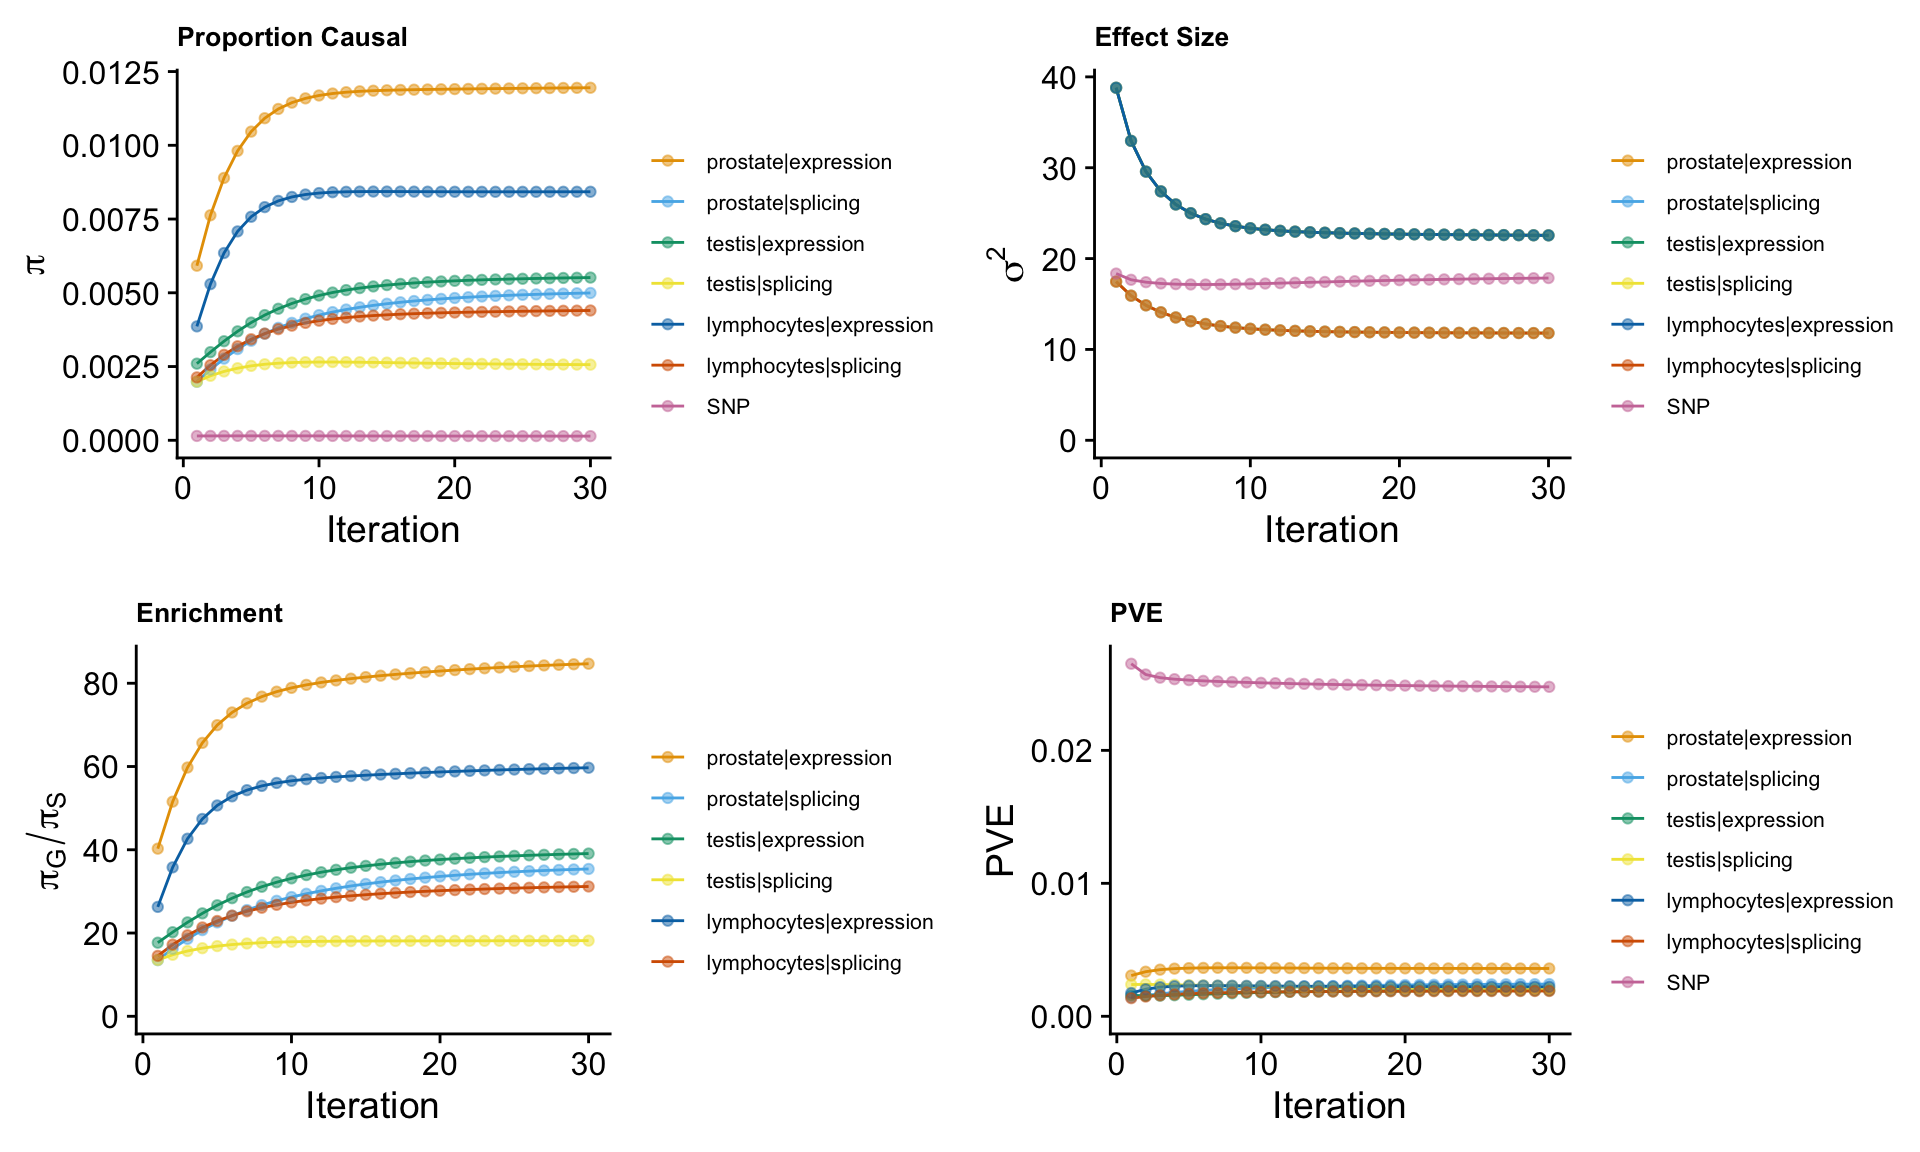 Proportion Causal
0.0125
0.0100
0.0075
0.0050
0.0025
0.0000
π
0 10 20 30
Iteration
prostate|expression
prostate|splicing
testis|expression
testis|splicing
lymphocytes|expression
lymphocytes|splicing
SNP
Effect Size
40
30
20
10
0
σ²
0 10 20 30
Iteration
prostate|expression
prostate|splicing
testis|expression
testis|splicing
lymphocytes|expression
lymphocytes|splicing
SNP
Enrichment
80
60
40
20
0
πG/πS
0 10 20 30
Iteration
prostate|expression
prostate|splicing
testis|expression
testis|splicing
lymphocytes|expression
lymphocytes|splicing
PVE
0.02
0.01
0.00
PVE
0 10 20 30
Iteration
prostate|expression
prostate|splicing
testis|expression
testis|splicing
lymphocytes|expression
lymphocytes|splicing
SNP